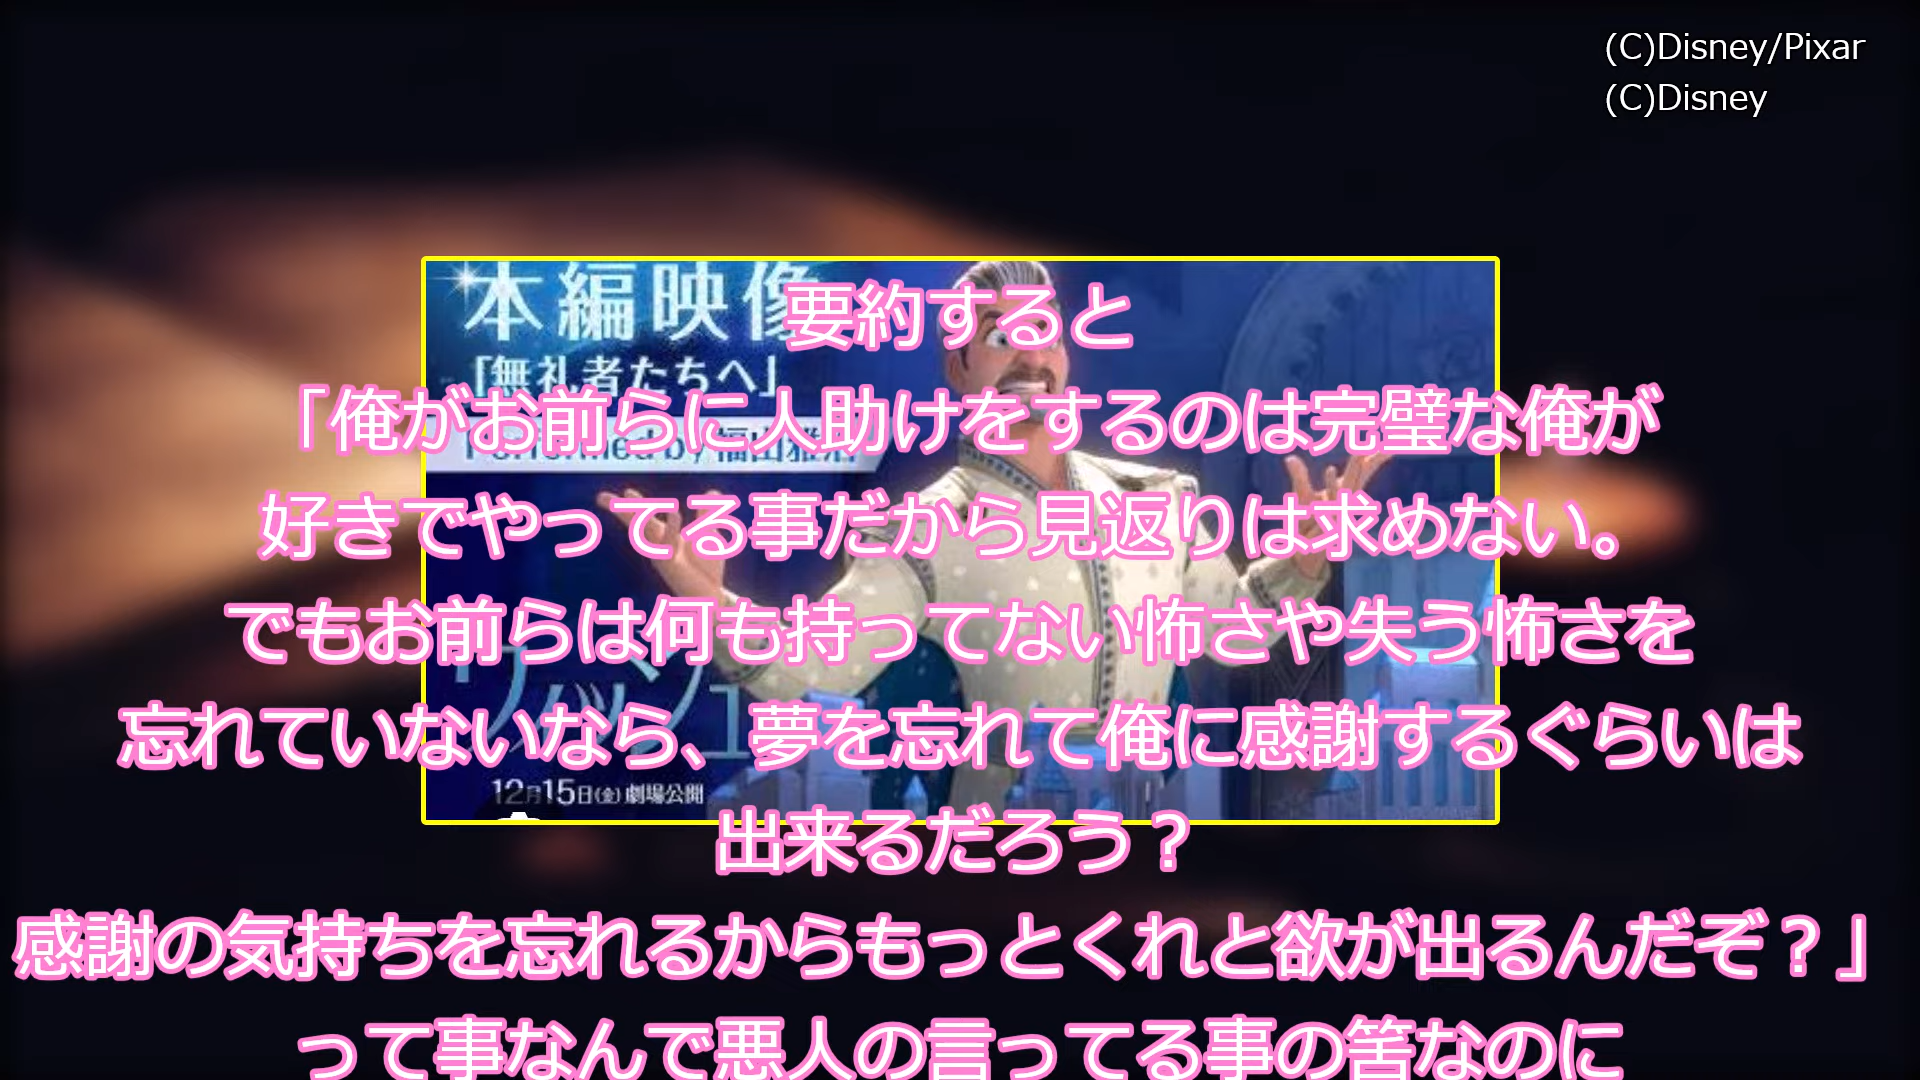 (C)Disney/Pixar
(C)Disney
本編映像
「無礼者たちへ」
要約すると
「俺がお前らに人助けをするのは完璧な俺が
好きでやってる事だから見返りは求めない。
でもお前らは何も持ってない怖さや失う怖さを
忘れていないなら、夢を忘れて俺に感謝するぐらいは
12月15日(金)劇場公開
出来るだろう？
感謝の気持ちを忘れるからもっとくれと欲が出るんだぞ？」
って事なんで悪人の言ってる事の筈なのに